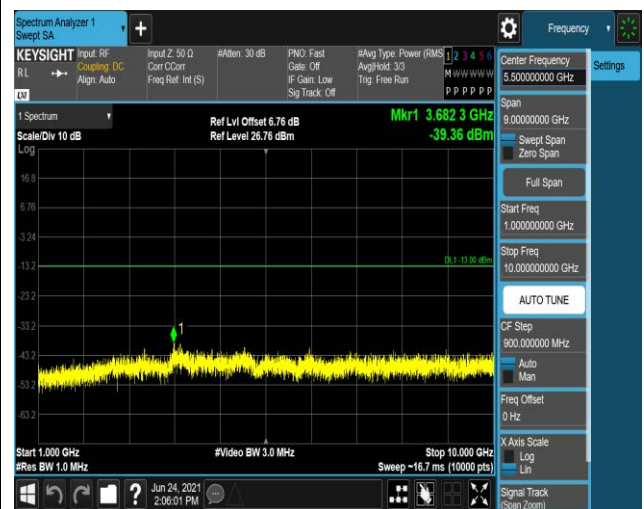 Spectrum Analyzer 1
Swept SA
Frequency
KEYSIGHT
RL
LXI
Input: RF
Coupling: DC
Align: Auto
Input Z: 50 Ω
Corr CCorr
Freq Ref: Int (S)
#Atten: 30 dB
PNO: Fast
Gate: Off
IF Gain: Low
Sig Track: Off
#Avg Type: Power (RMS
Avg|Hold: 3/3
Trig: Free Run
1 2 3 4 5 6
M W W W W W
P P P P P P
1 Spectrum
Scale/Div 10 dB
Log
Ref Lvl Offset 6.76 dB
Ref Level 26.76 dBm
Mkr1 3.682 3 GHz
-39.36 dBm
16.8
6.76
-3.24
-13.2
-23.2
-33.2
-43.2
-53.2
-63.2
DL1 -13.00 dBm
1
Start 1.000 GHz
#Res BW 1.0 MHz
#Video BW 3.0 MHz
Stop 10.000 GHz
Sweep ~16.7 ms (10000 pts)
?
Jun 24, 2021
2:06:01 PM
Center Frequency
5.500000000 GHz
Settings
Span
9.00000000 GHz
Swept Span
Zero Span
Full Span
Start Freq
1.000000000 GHz
Stop Freq
10.000000000 GHz
AUTO TUNE
CF Step
900.000000 MHz
Auto
Man
Freq Offset
0 Hz
X Axis Scale
Log
Lin
Signal Track
(Span Zoom)